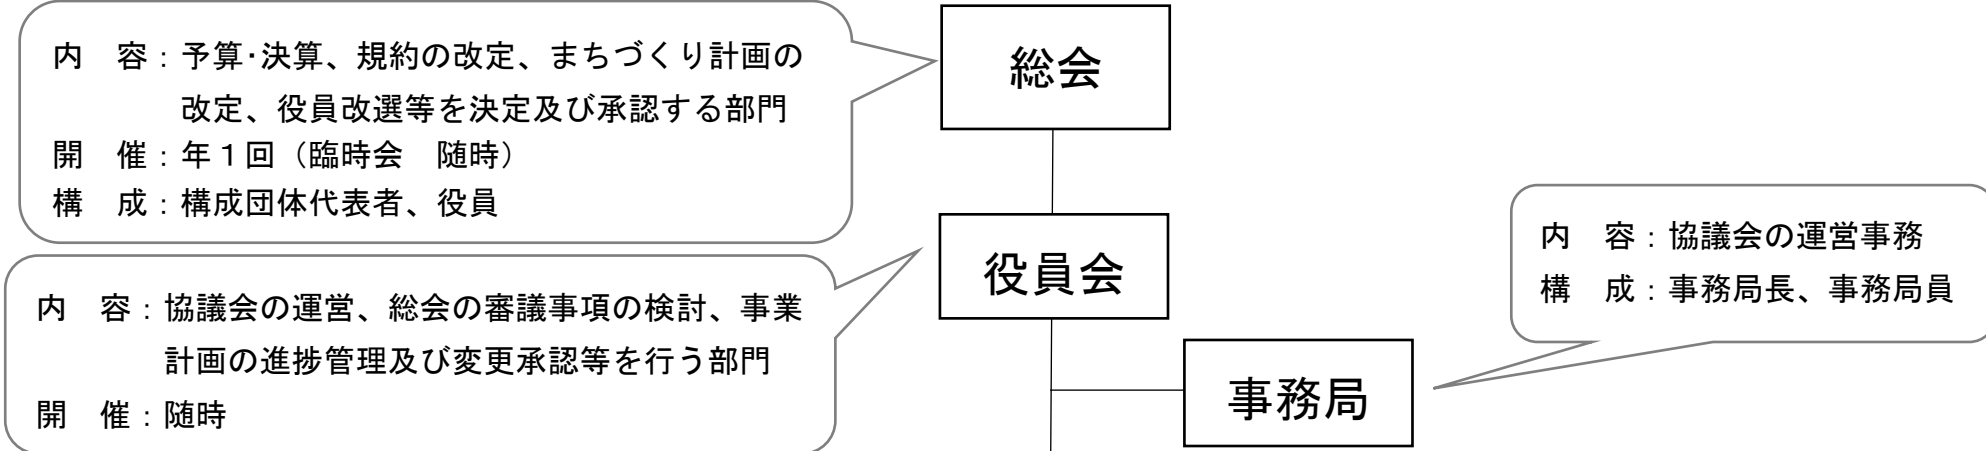 内　容：予算･決算、規約の改定、まちづくり計画の
改定、役員改選等を決定及び承認する部門
開　催：年１回（臨時会　随時）
構　成：構成団体代表者、役員
総会
役員会
内　容：協議会の運営、総会の審議事項の検討、事業
計画の進捗管理及び変更承認等を行う部門
開　催：随時
内　容：協議会の運営事務
構　成：事務局長、事務局員
事務局